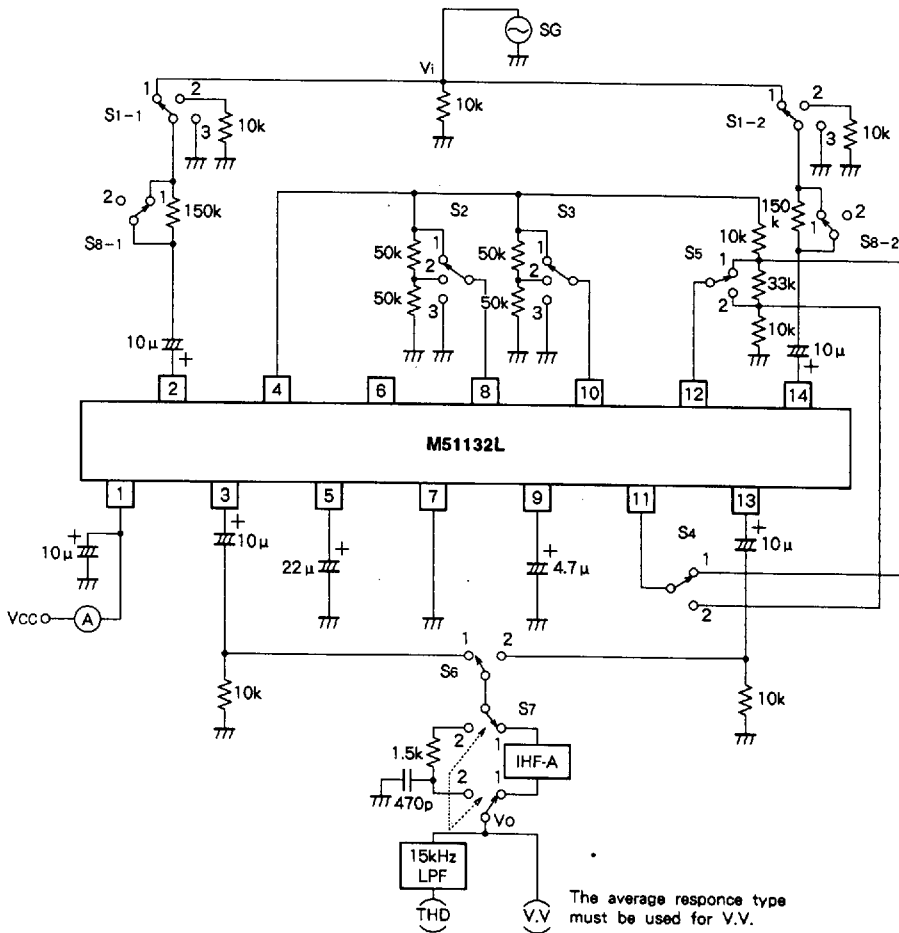 SG
Vi
1
2
S1-1
3
10k
10k
1
2
S1-2
3
10k
2
1
150k
S8-1
S2
50k
1
2
50k
3
S3
50k
1
2
50k
3
10k
S5
1
33k
2
10k
150
k
1
2
S8-2
10μ
+
10μ
+
2
4
6
8
10
12
14
M51132L
1
3
5
7
9
11
13
+
10μ
+
10μ
+
22μ
+
4.7μ
S4
1
2
+
10μ
Vcc
A
1
2
S6
10k
10k
S7
2
1
1.5k
IHF-A
2
1
470p
Vo
15kHz
LPF
THD
V.V
The average responce type
must be used for V.V.